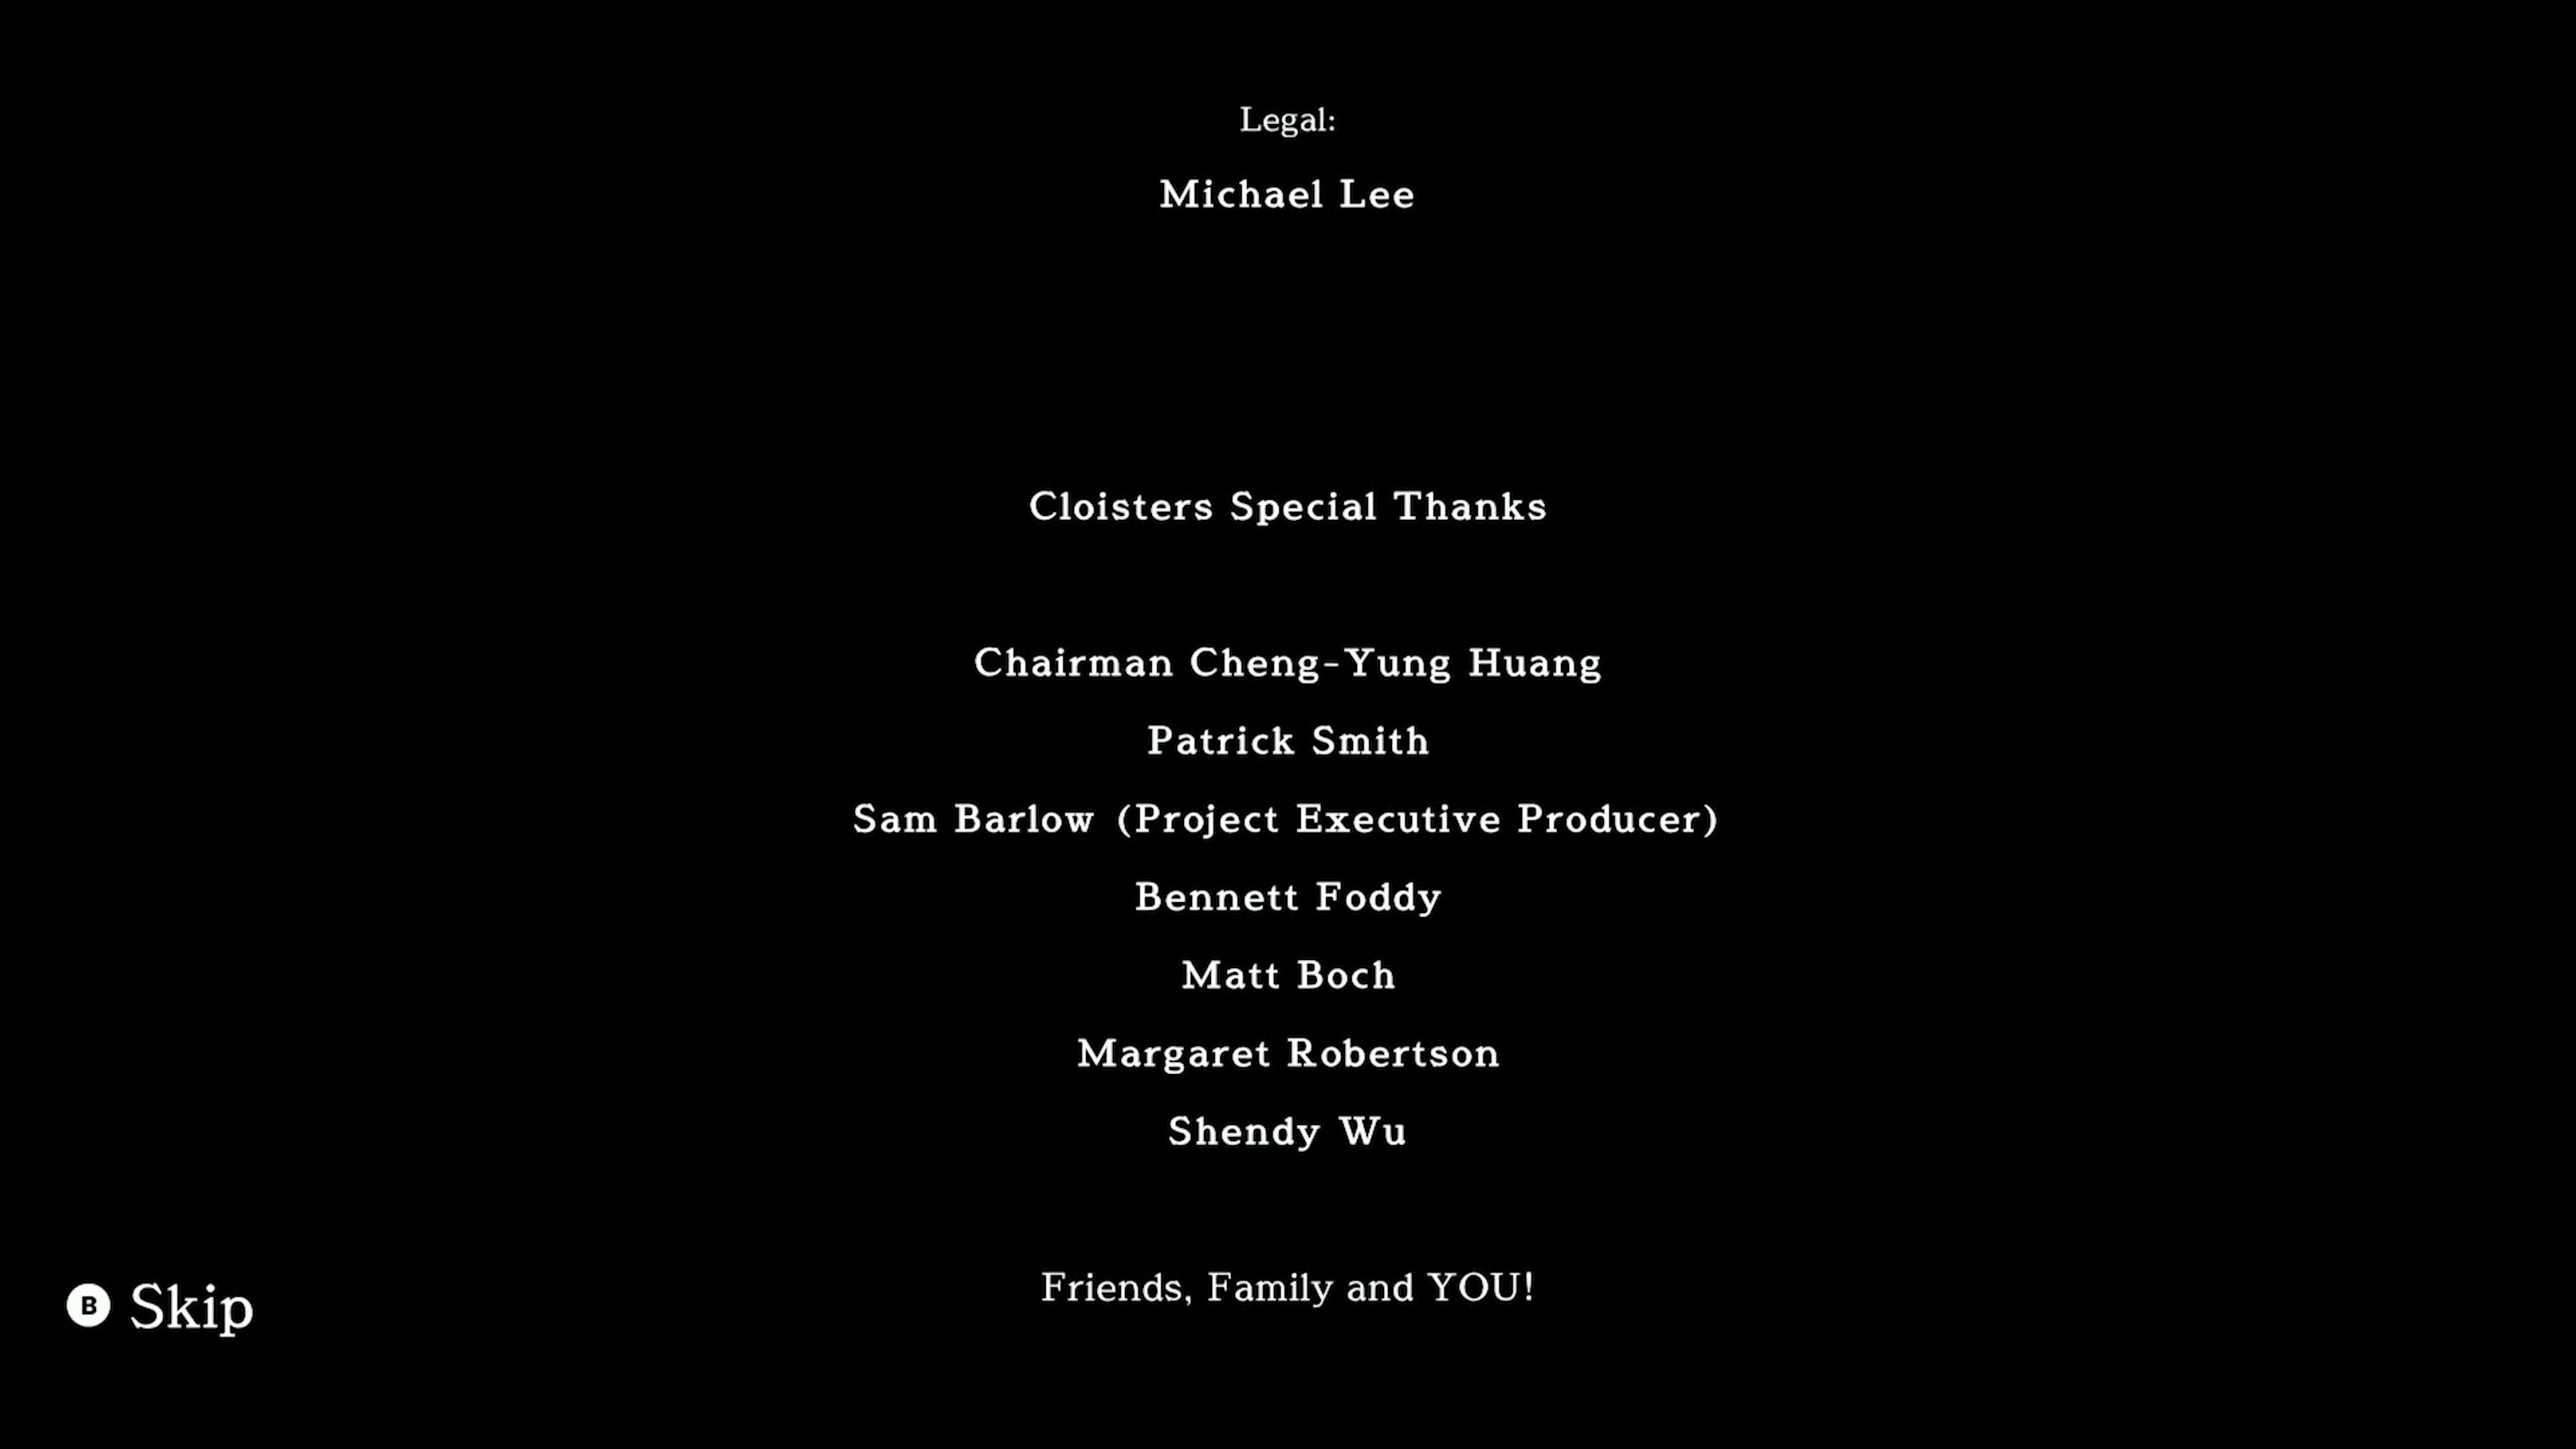 Legal:
Michael Lee
Cloisters Special Thanks
Chairman Cheng-Yung Huang
Patrick Smith
Sam Barlow (Project Executive Producer)
Bennett Foddy
Matt Boch
Margaret Robertson
Shendy Wu
Friends, Family and YOU!
B Skip